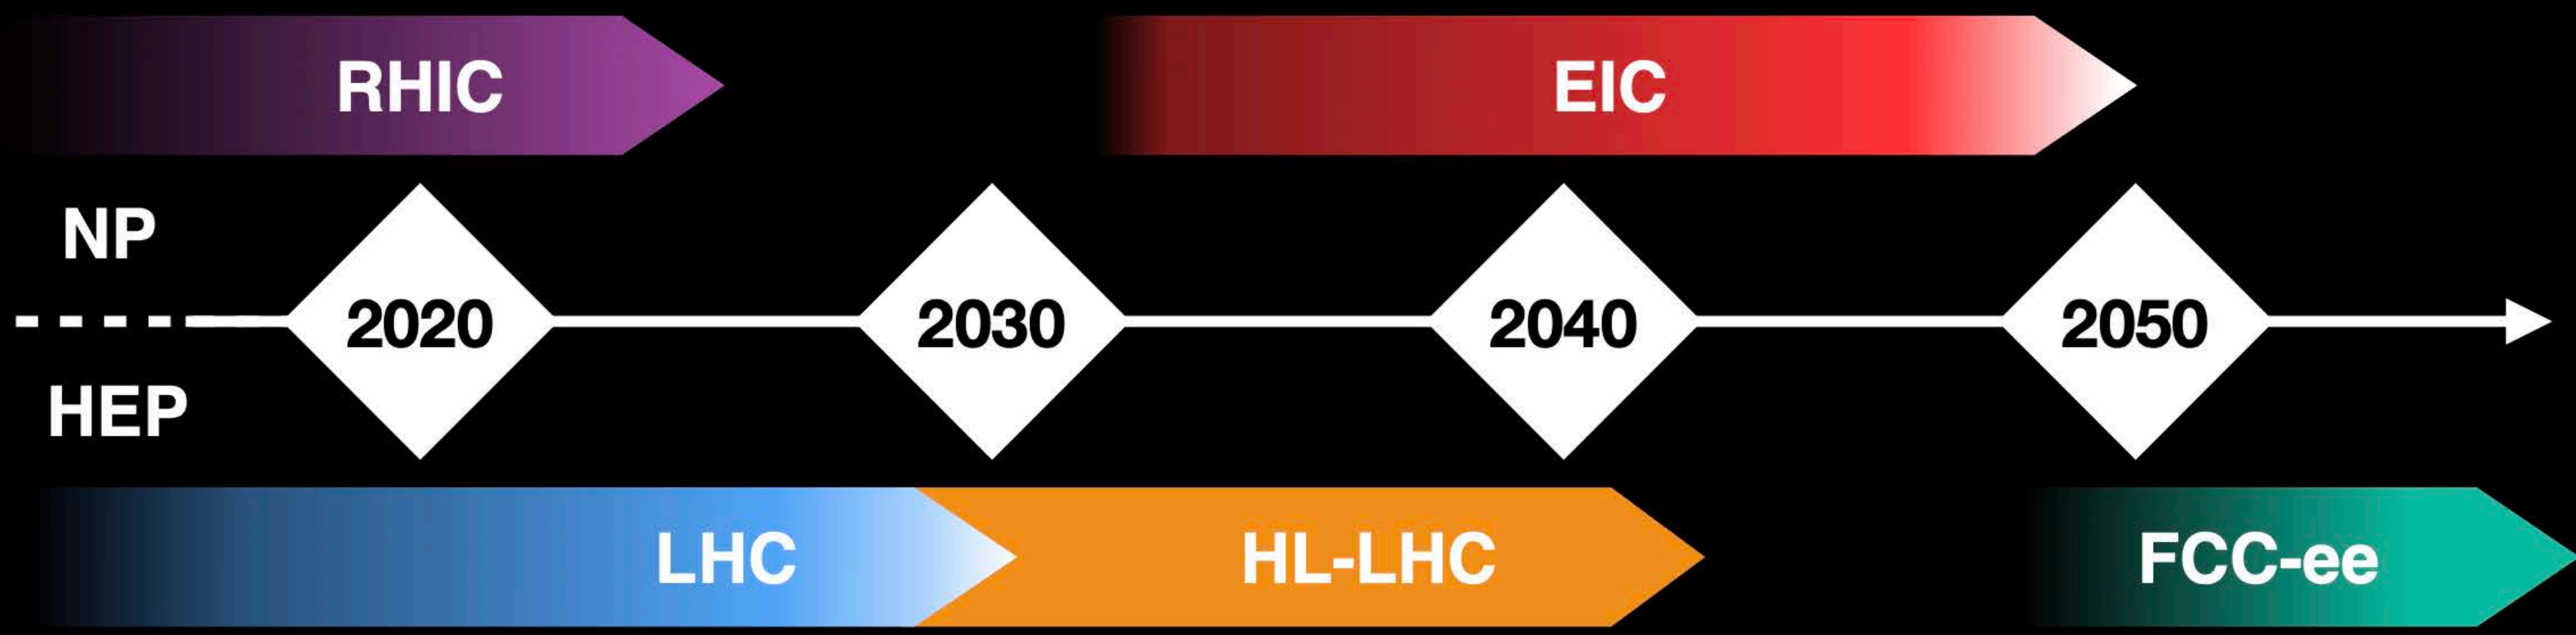 RHIC
EIC
NP
2020
2030
2040
2050
HEP
LHC
HL-LHC
FCC-ee